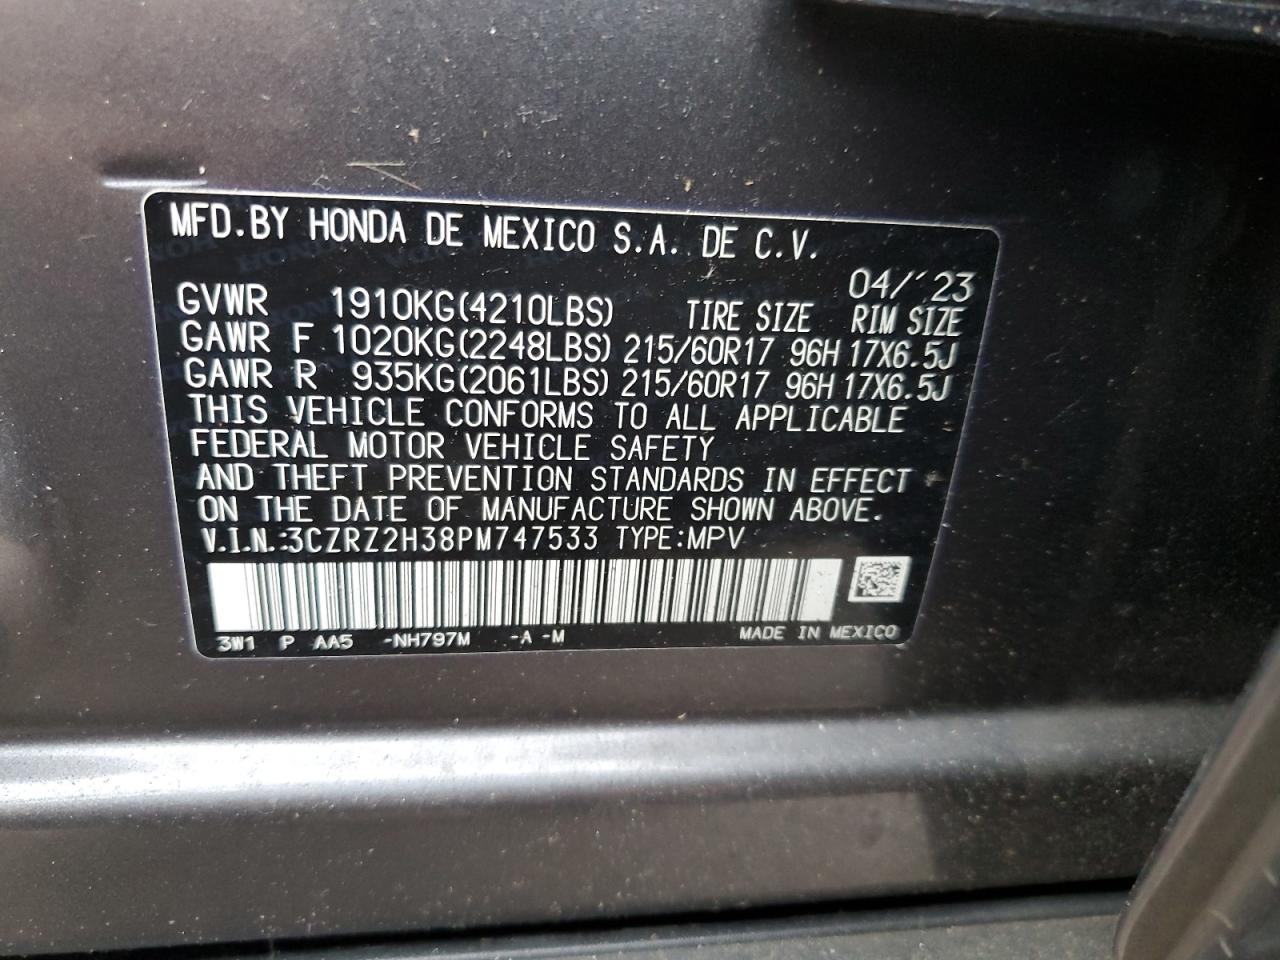 MFD.BY HONDA DE MEXICO S.A. DE C.V.
04/'23
GVWR 1910KG(4210LBS) TIRE SIZE RIM SIZE
GAWR F 1020KG(2248LBS) 215/60R17 96H 17X6.5J
GAWR R 935KG(2061LBS) 215/60R17 96H 17X6.5J
THIS VEHICLE CONFORMS TO ALL APPLICABLE
FEDERAL MOTOR VEHICLE SAFETY
AND THEFT PREVENTION STANDARDS IN EFFECT
ON THE DATE OF MANUFACTURE SHOWN ABOVE.
V.I.N.:3CZRZ2H38PM747533 TYPE:MPV
3W1 P AA5 -NH797M -A -M MADE IN MEXICO